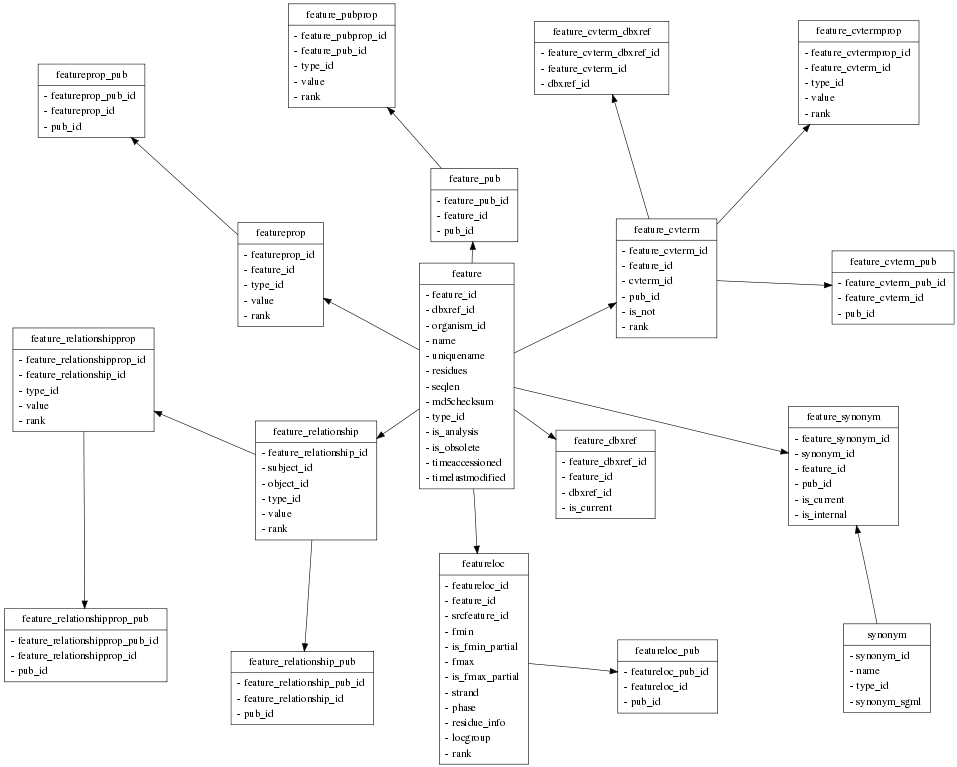 feature_pubprop
- feature_pubprop_id
- feature_pub_id
- type_id
- value
- rank
feature_cvterm_dbxref
- feature_cvterm_dbxref_id
- feature_cvterm_id
- dbxref_id
feature_cvtermprop
- feature_cvtermprop_id
- feature_cvterm_id
- type_id
- value
- rank
featureprop_pub
- featureprop_pub_id
- featureprop_id
- pub_id
feature_pub
- feature_pub_id
- feature_id
- pub_id
featureprop
- featureprop_id
- feature_id
- type_id
- value
- rank
feature_cvterm
- feature_cvterm_id
- feature_id
- cvterm_id
- pub_id
- is_not
- rank
feature_cvterm_pub
- feature_cvterm_pub_id
- feature_cvterm_id
- pub_id
feature
- feature_id
- dbxref_id
- organism_id
- name
- uniquename
- residues
- seqlen
- md5checksum
- type_id
- is_analysis
- is_obsolete
- timeaccessioned
- timelastmodified
feature_relationshipprop
- feature_relationshipprop_id
- feature_relationship_id
- type_id
- value
- rank
feature_relationship
- feature_relationship_id
- subject_id
- object_id
- type_id
- value
- rank
feature_dbxref
- feature_dbxref_id
- feature_id
- dbxref_id
- is_current
feature_synonym
- feature_synonym_id
- synonym_id
- feature_id
- pub_id
- is_current
- is_internal
featureloc
- featureloc_id
- feature_id
- srcfeature_id
- fmin
- is_fmin_partial
- fmax
- is_fmax_partial
- strand
- phase
- residue_info
- locgroup
- rank
feature_relationshipprop_pub
- feature_relationshipprop_pub_id
- feature_relationshipprop_id
- pub_id
feature_relationship_pub
- feature_relationship_pub_id
- feature_relationship_id
- pub_id
featureloc_pub
- featureloc_pub_id
- featureloc_id
- pub_id
synonym
- synonym_id
- name
- type_id
- synonym_sgml